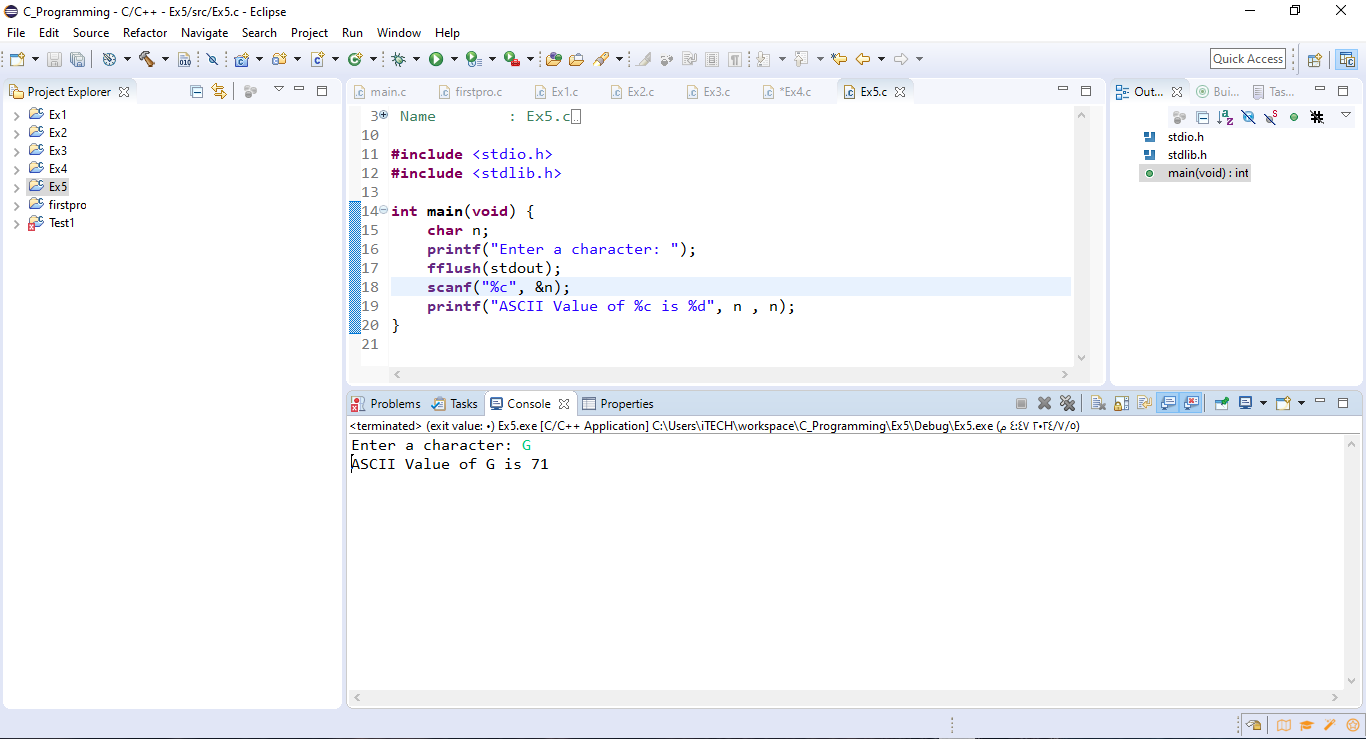 C_Programming - C/C++ - Ex5/src/Ex5.c - Eclipse
File Edit Source Refactor Navigate Search Project Run Window Help
Quick Access
Project Explorer
Ex1
Ex2
Ex3
Ex4
Ex5
firstpro
Test1
main.c firstpro.c Ex1.c Ex2.c Ex3.c *Ex4.c Ex5.c
3 Name : Ex5.c
10
11 #include <stdio.h>
12 #include <stdlib.h>
13
14 int main(void) {
15 char n;
16 printf("Enter a character: ");
17 fflush(stdout);
18 scanf("%c", &n);
19 printf("ASCII Value of %c is %d", n , n);
20 }
21
Out... Bui... Tas...
stdio.h
stdlib.h
main(void) : int
Problems Tasks Console Properties
<terminated> (exit value: ٠) Ex5.exe [C/C++ Application] C:\Users\iTECH\workspace\C_Programming\Ex5\Debug\Ex5.exe (٢٠٢٤/٧/٥ ٤:٤٧ م)
Enter a character: G
ASCII Value of G is 71